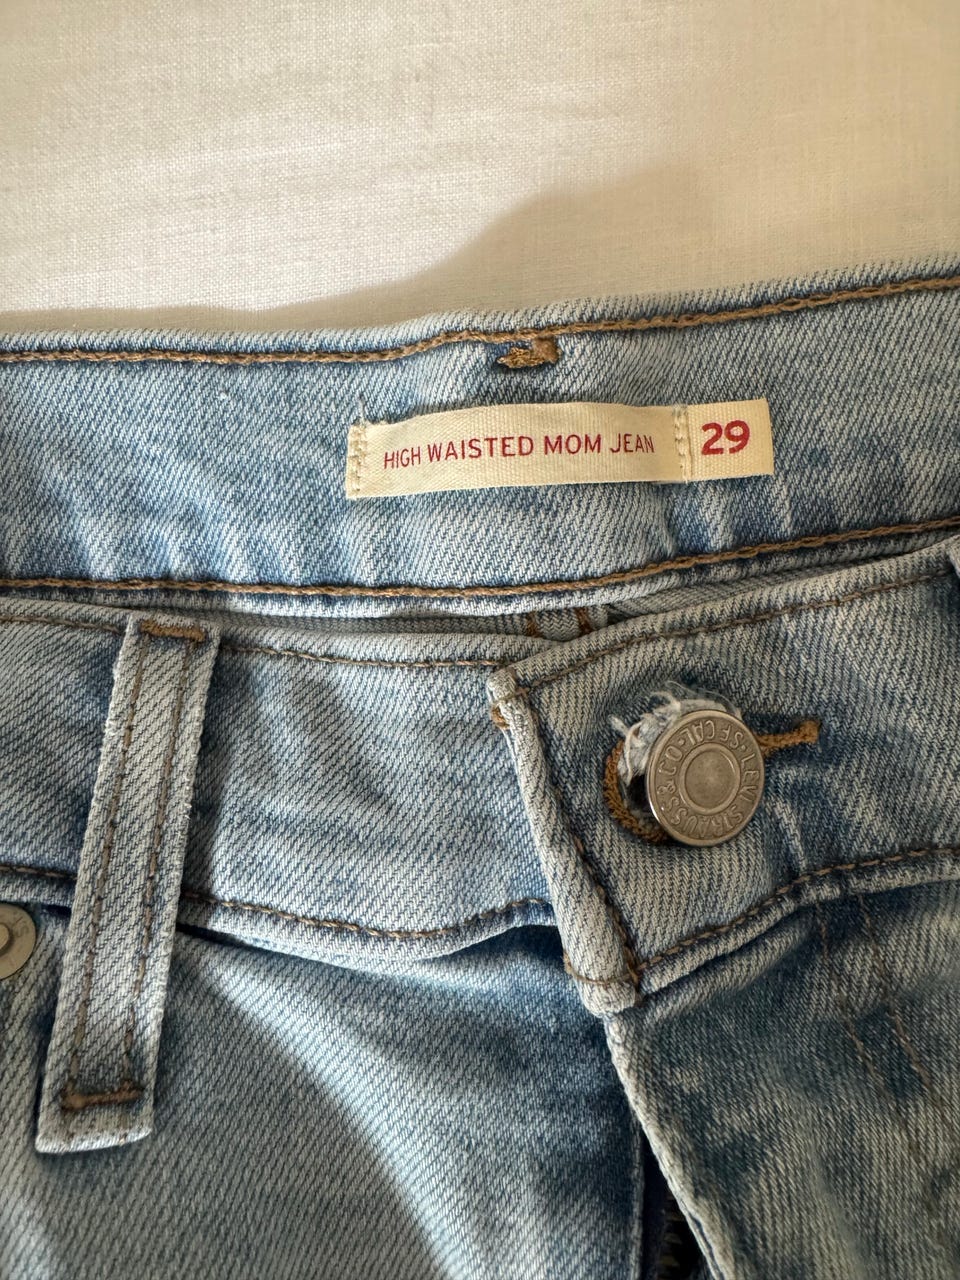 HIGH WAISTED MOM JEAN 29
LEVI STRAUSS & CO. S.F. CAL.